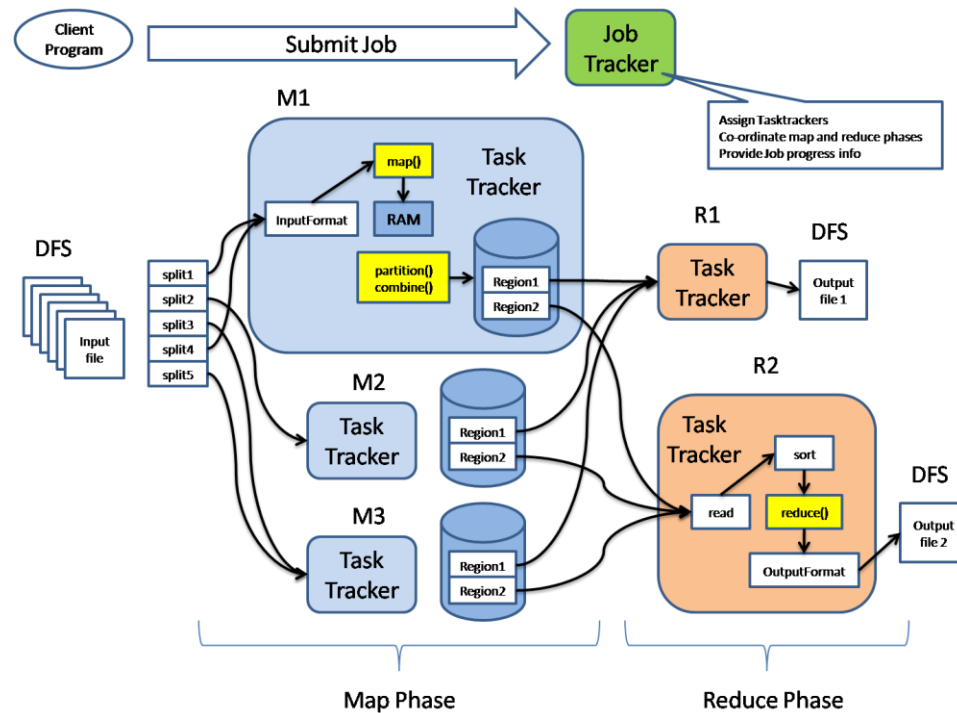 Client
Program
Submit Job
Job
Tracker
Assign Tasktrackers
Co-ordinate map and reduce phases
Provide Job progress info
M1
Task
Tracker
map()
InputFormat
RAM
partition()
combine()
Region1
Region2
DFS
Input
file
split1
split2
split3
split4
split5
M2
Task
Tracker
Region1
Region2
M3
Task
Tracker
Region1
Region2
R1
Task
Tracker
DFS
Output
file 1
R2
Task
Tracker
sort
read
reduce()
OutputFormat
DFS
Output
file 2
Map Phase
Reduce Phase